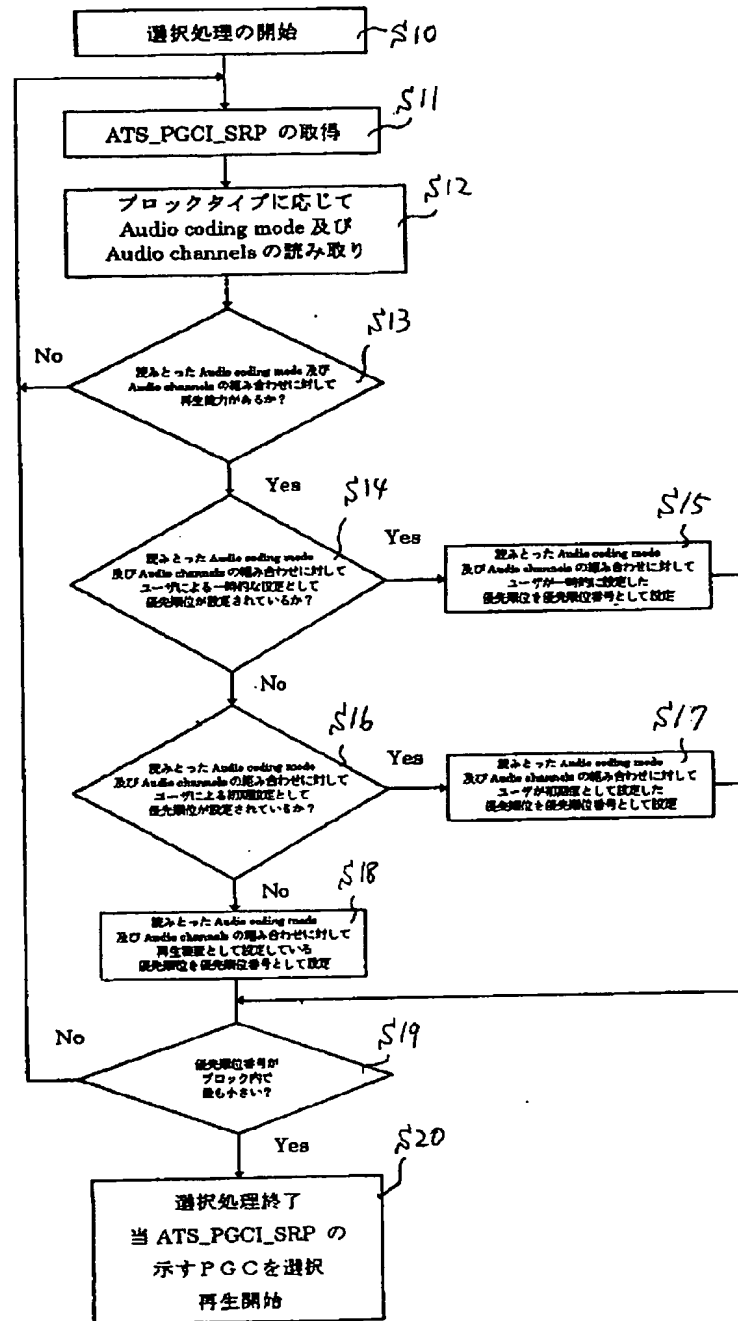 選択処理の開始
S10
S11
ATS_PGCI_SRP の取得
S12
ブロックタイプに応じて
Audio coding mode 及び
Audio channels の読み取り
S13
No
読みとった Audio coding mode 及び
Audio channels の組み合わせに対して
再生能力があるか？
Yes
S14
S15
読みとった Audio coding mode
及び Audio channels の組み合わせに対して
ユーザによる一時的な設定として
優先順位が設定されているか？
Yes
読みとった Audio coding mode
及び Audio channels の組み合わせに対して
ユーザが一時的に設定した
優先順位を優先順位番号として設定
No
S16
S17
読みとった Audio coding mode
及び Audio channels の組み合わせに対して
ユーザによる初期設定として
優先順位が設定されているか？
Yes
読みとった Audio coding mode
及び Audio channels の組み合わせに対して
ユーザが初期値として設定した
優先順位を優先順位番号として設定
No
S18
読みとった Audio coding mode
及び Audio channels の組み合わせに対して
再生装置として設定している
優先順位を優先順位番号として設定
No
S19
優先順位番号が
ブロック内で
最も小さい？
Yes
S20
選択処理終了
当 ATS_PGCI_SRP の
示すＰＧＣを選択
再生開始